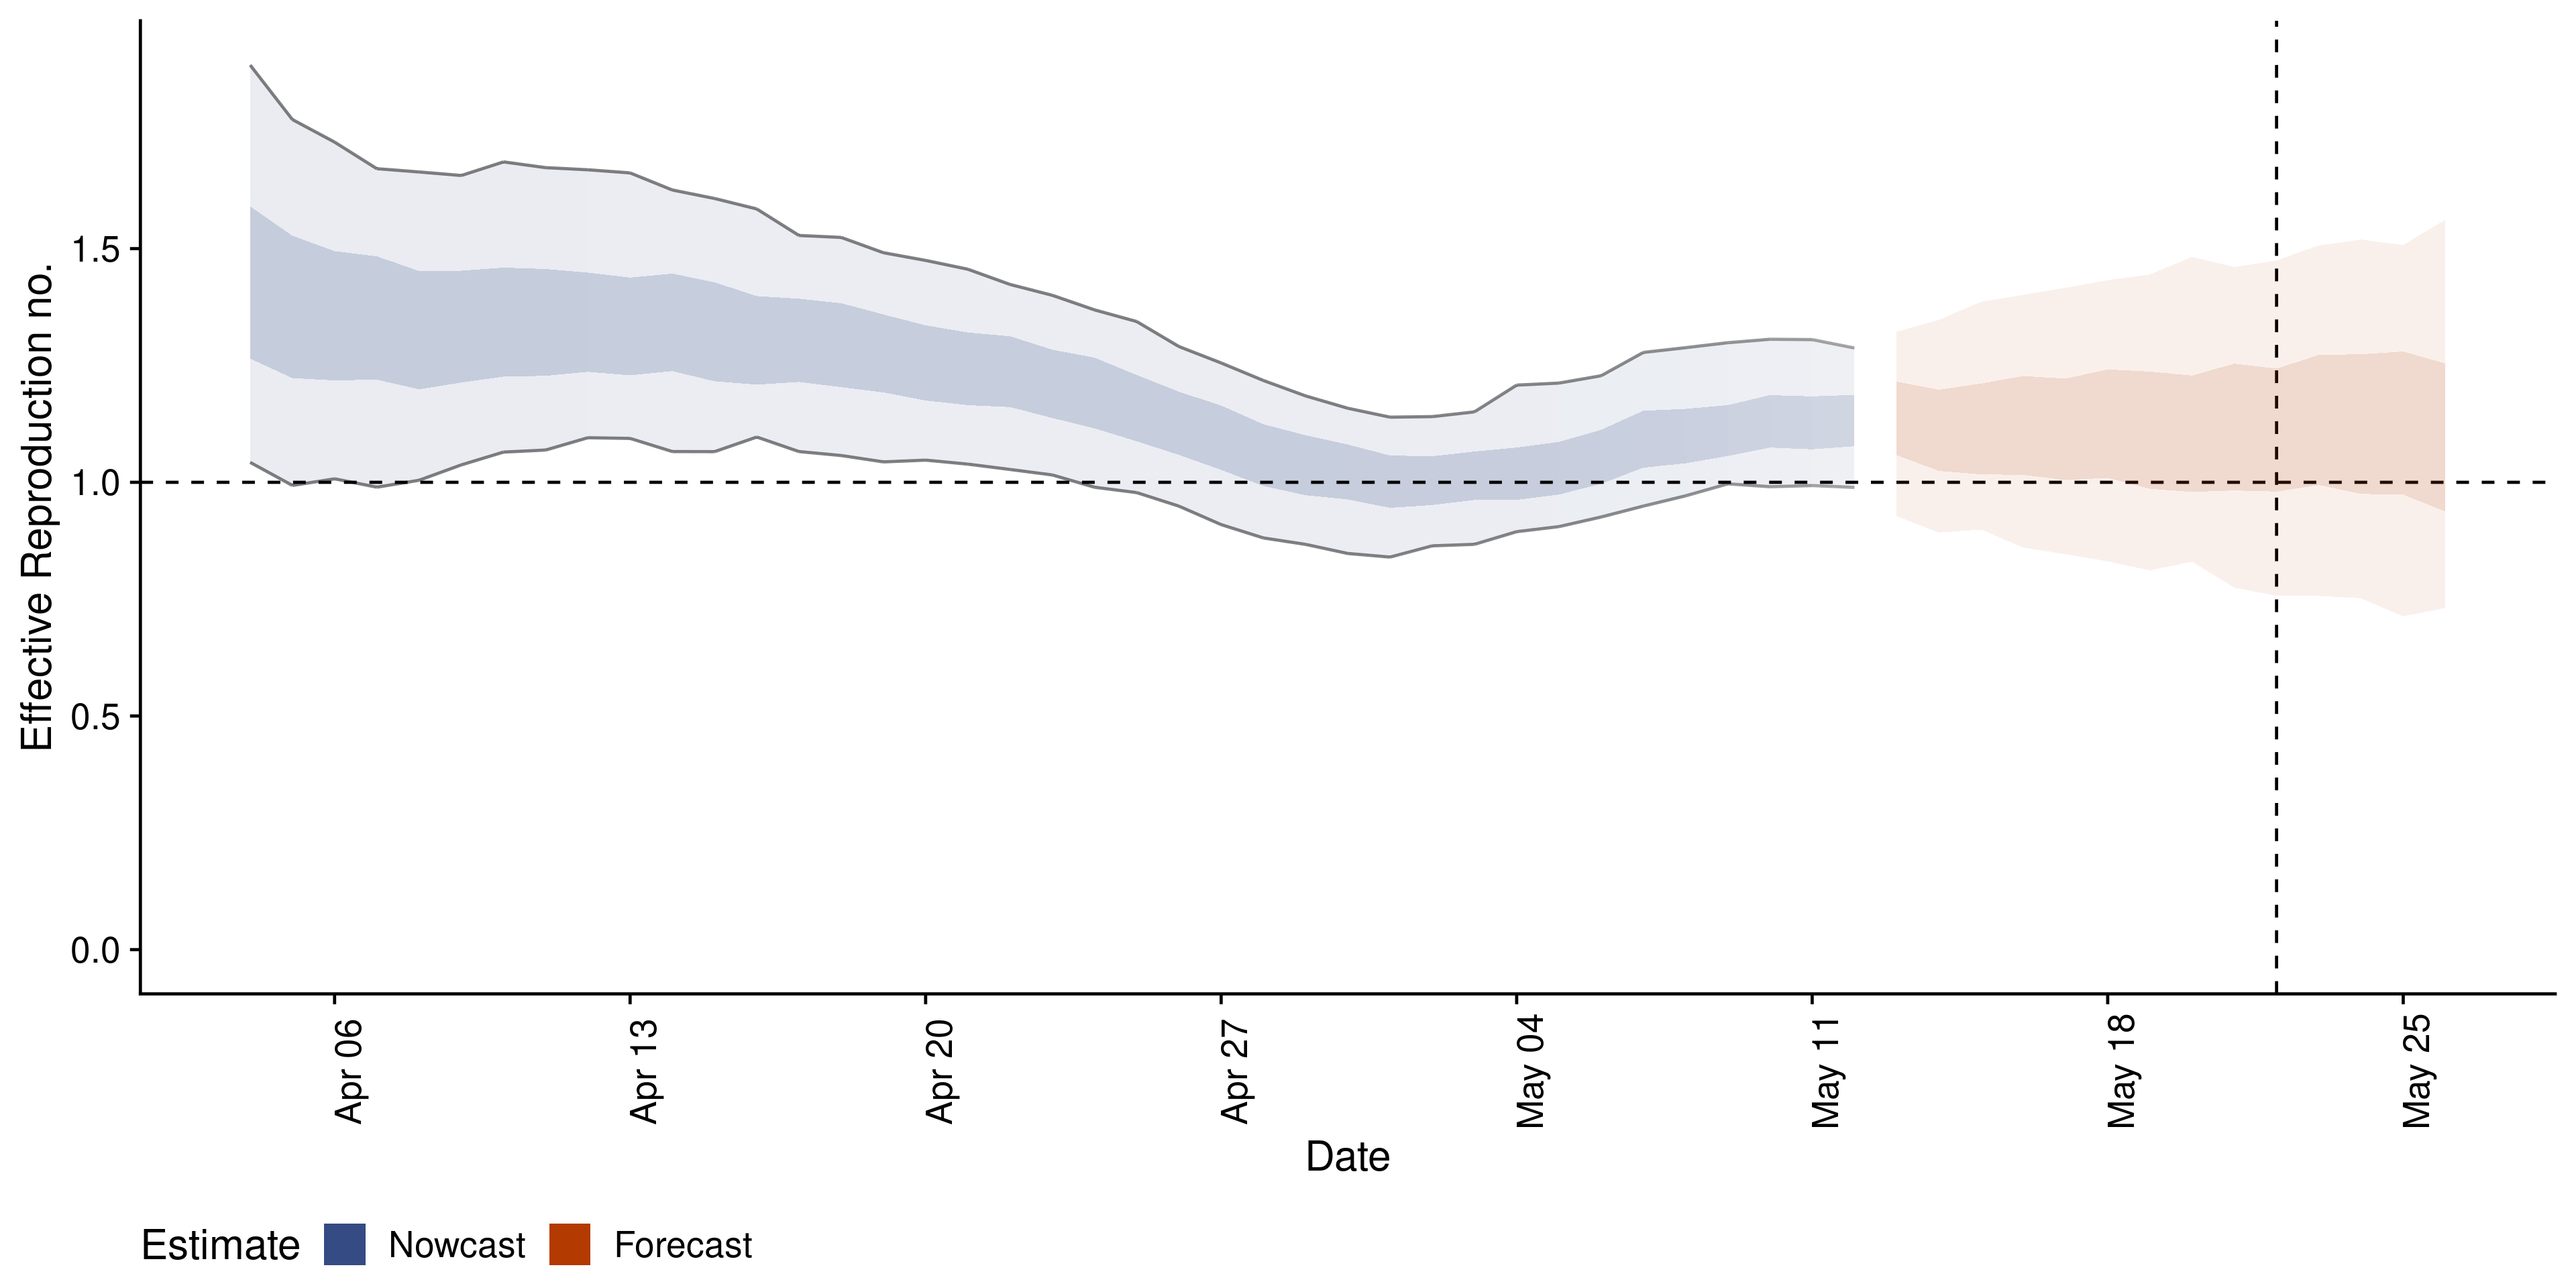 Effective Reproduction no.
1.5
1.0
0.5
0.0
Apr 06
Apr 13
Apr 20
Apr 27
May 04
May 11
May 18
May 25
Date
Estimate Nowcast Forecast